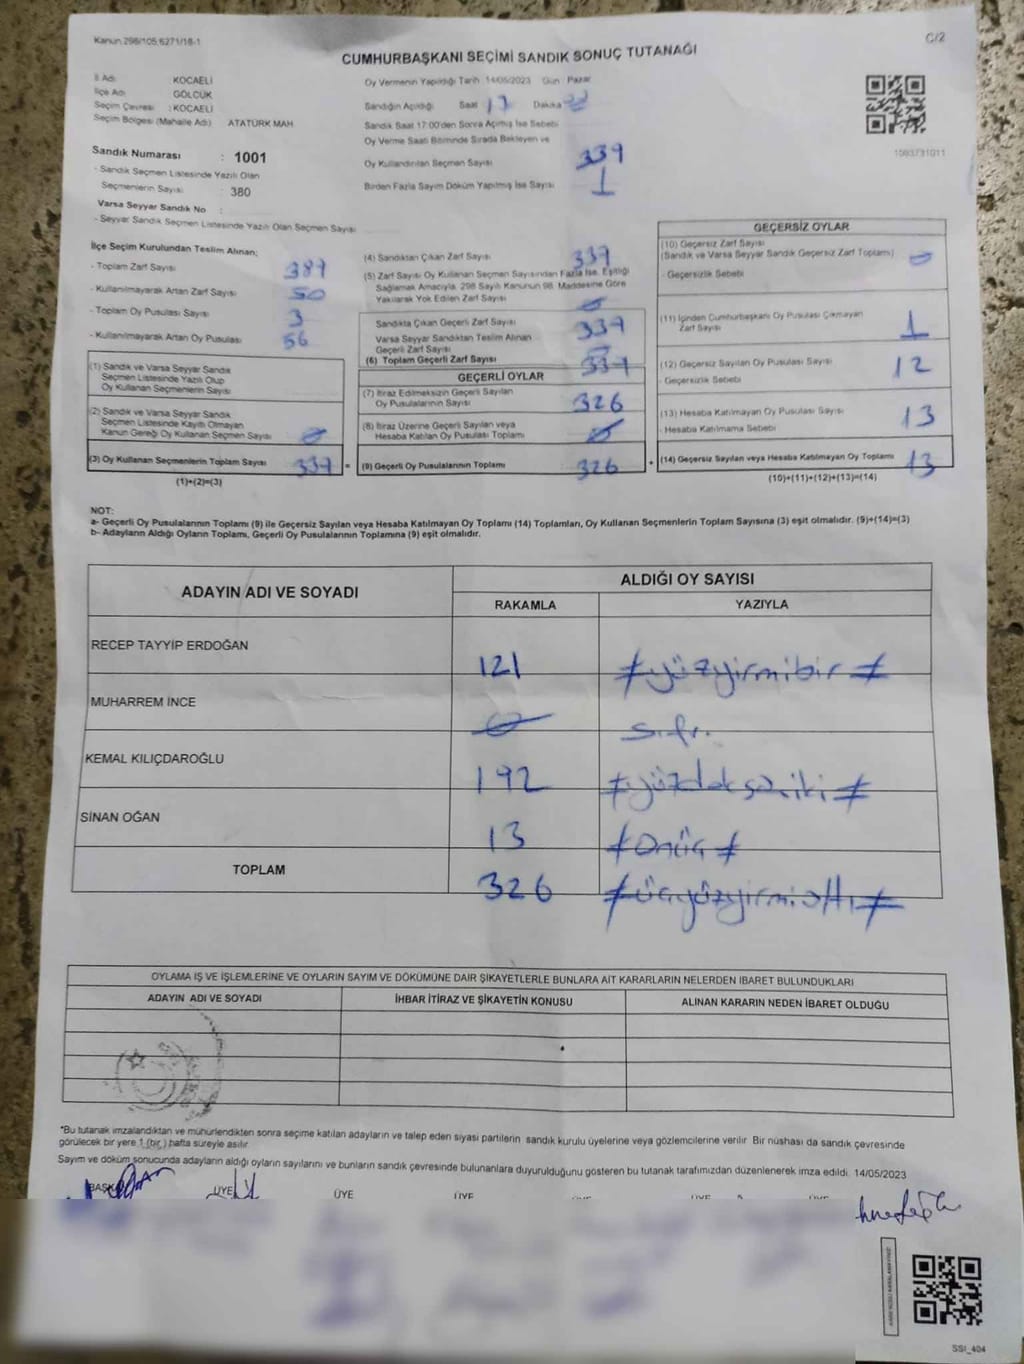 Kanun 298/105,6271/18-1
C/2
CUMHURBAŞKANI SEÇİMİ SANDIK SONUÇ TUTANAĞI
İl Adı KOCAELİ
İlçe Adı GÖLCÜK
Seçim Çevresi : KOCAELİ
Seçim Bölgesi (Mahalle Adı) ATATÜRK MAH
Sandık Numarası : 1001
- Sandık Seçmen Listesinde Yazılı Olan
Seçmenlerin Sayısı : 380
Varsa Seyyar Sandık No :
- Seyyar Sandık Seçmen Listesinde Yazılı Olan Seçmen Sayısı
Oy Vermenin Yapıldığı Tarih 14/05/2023 Gün : Pazar
Sandığın Açıldığı Saat 17 Dakika
Sandık Saat 17:00'den Sonra Açılmış İse Sebebi
Oy Verme Saati Bitiminde Sırada Bekleyen ve
Oy Kullandırılan Seçmen Sayısı 339
Birden Fazla Sayım Döküm Yapılmış İse Sayısı 1
1083731011
İlçe Seçim Kurulundan Teslim Alınan;
- Toplam Zarf Sayısı 389
- Kullanılmayarak Artan Zarf Sayısı 50
- Toplam Oy Pusulası Sayısı 3
- Kullanılmayarak Artan Oy Pusulası 56
(1) Sandık ve Varsa Seyyar Sandık
Seçmen Listesinde Yazılı Olup
Oy Kullanan Seçmenlerin Sayısı
(2) Sandık ve Varsa Seyyar Sandık
Seçmen Listesinde Kayıtlı Olmayan
Kanun Gereği Oy Kullanan Seçmen Sayısı 0
(3) Oy Kullanan Seçmenlerin Toplam Sayısı 339 =
(1)+(2)=(3)
(4) Sandıktan Çıkan Zarf Sayısı 339
(5) Zarf Sayısı Oy Kullanan Seçmen Sayısından Fazla İse, Eşitliği
Sağlamak Amacıyla, 298 Sayılı Kanunun 98. Maddesine Göre
Yakılarak Yok Edilen Zarf Sayısı 0
Sandıkta Çıkan Geçerli Zarf Sayısı 339
Varsa Seyyar Sandıktan Teslim Alınan
Geçerli Zarf Sayısı
(6) Toplam Geçerli Zarf Sayısı 339
GEÇERLİ OYLAR
(7) İtiraz Edilmeksizin Geçerli Sayılan
Oy Pusulalarının Sayısı 326
(8) İtiraz Üzerine Geçerli Sayılan veya
Hesaba Katılan Oy Pusulası Toplamı
(9) Geçerli Oy Pusulalarının Toplamı 326 +
GEÇERSİZ OYLAR
(10) Geçersiz Zarf Sayısı
(Sandık ve Varsa Seyyar Sandık Geçersiz Zarf Toplamı) 0
- Geçersizlik Sebebi
(11) İçinden Cumhurbaşkanı Oy Pusulası Çıkmayan
Zarf Sayısı 1
(12) Geçersiz Sayılan Oy Pusulası Sayısı 12
- Geçersizlik Sebebi
(13) Hesaba Katılmayan Oy Pusulası Sayısı 13
- Hesaba Katılmama Sebebi
(14) Geçersiz Sayılan veya Hesaba Katılmayan Oy Toplamı 13
(10)+(11)+(12)+(13)=(14)
NOT:
a- Geçerli Oy Pusulalarının Toplamı (9) ile Geçersiz Sayılan veya Hesaba Katılmayan Oy Toplamı (14) Toplamları, Oy Kullanan Seçmenlerin Toplam Sayısına (3) eşit olmalıdır. (9)+(14)=(3)
b- Adayların Aldığı Oyların Toplamı, Geçerli Oy Pusulalarının Toplamına (9) eşit olmalıdır.
ADAYIN ADI VE SOYADI
ALDIĞI OY SAYISI
RAKAMLA YAZIYLA
RECEP TAYYİP ERDOĞAN 121 #yüzyirmibir#
MUHARREM İNCE 0 sıfır.
KEMAL KILIÇDAROĞLU 192 #yüzdoksaniki#
SİNAN OĞAN 13 #onüç#
TOPLAM 326 #üçyüzyirmialtı#
OYLAMA İŞ VE İŞLEMLERİNE VE OYLARIN SAYIM VE DÖKÜMÜNE DAİR ŞİKAYETLERLE BUNLARA AİT KARARLARIN NELERDEN İBARET BULUNDUKLARI
ADAYIN ADI VE SOYADI İHBAR İTİRAZ VE ŞİKAYETİN KONUSU ALINAN KARARIN NEDEN İBARET OLDUĞU
*Bu tutanak imzalandıktan ve mühürlendikten sonra seçime katılan adayların ve talep eden siyasi partilerin sandık kurulu üyelerine veya gözlemcilerine verilir. Bir nüshası da sandık çevresinde
görülecek bir yere 1 (bir) hafta süreyle asılır.
Sayım ve döküm sonucunda adayların aldığı oyların sayılarını ve bunların sandık çevresinde bulunanlara duyurulduğunu gösteren bu tutanak tarafımızdan düzenlenerek imza edildi. 14/05/2023
BAŞKAN ÜYE ÜYE ÜYE ÜYE ÜYE ÜYE
SSI_404